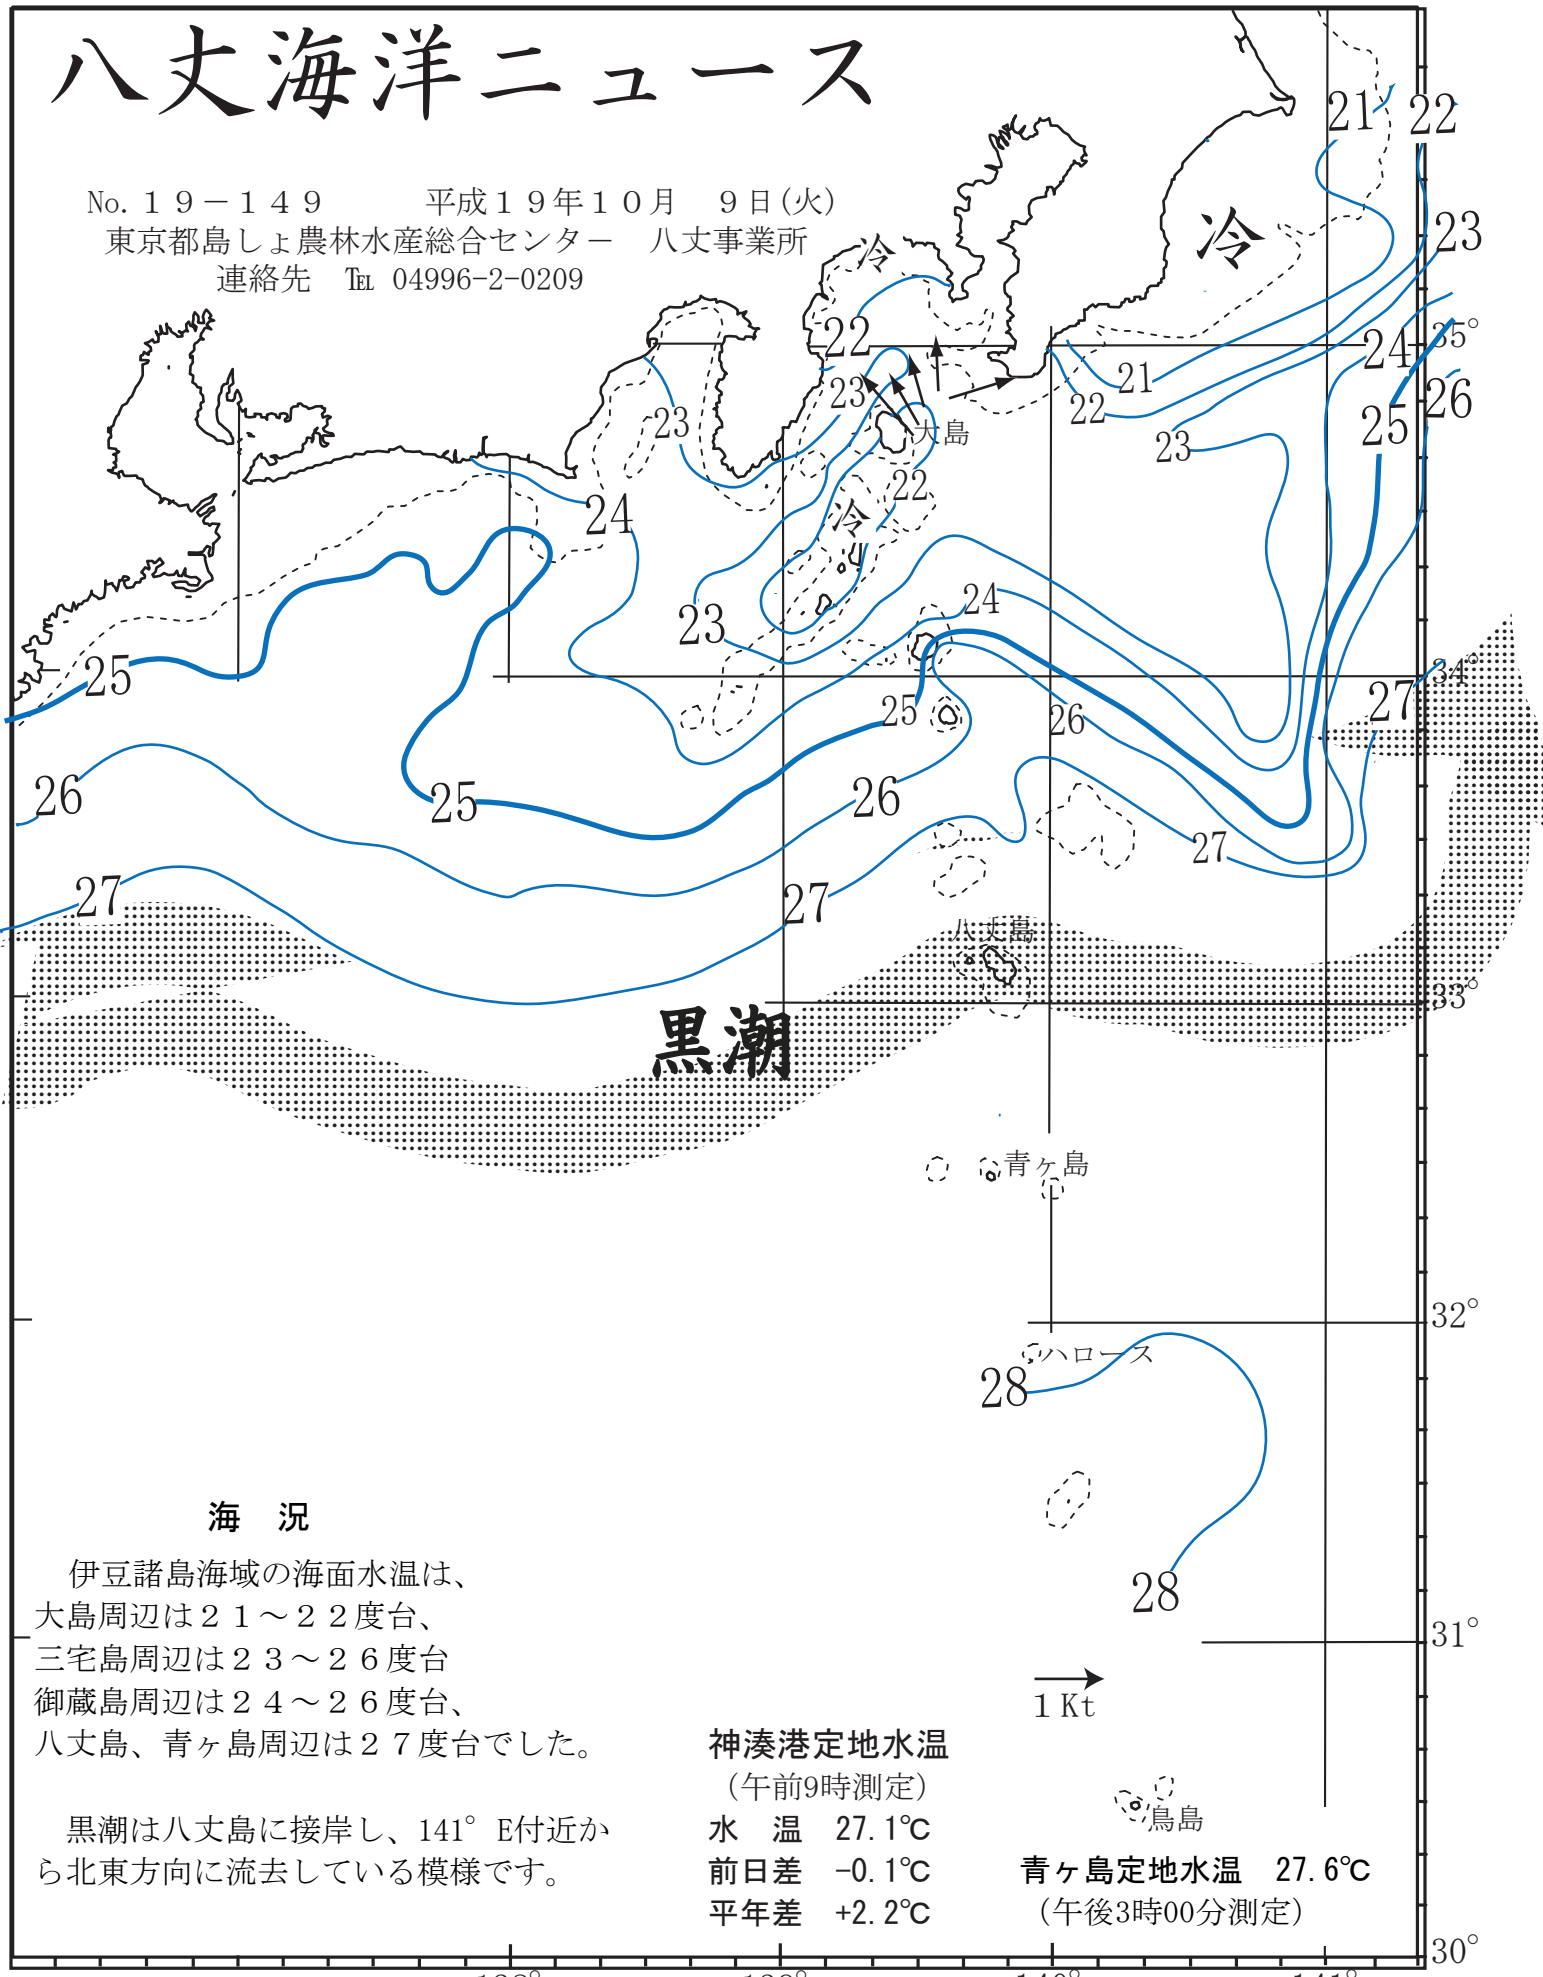 八丈海洋ニュース
No.１９－１４９　　　平成１９年１０月　９日(火)
東京都島しょ農林水産総合センター　八丈事業所
連絡先　℡ 04996-2-0209
21
22
冷
23
冷
22
35°
24
21
26
23
22
25
23
23
大島
22
24
冷
24
23
34°
25
27
25
26
26
25
27
27
27
八丈島
33°
黒潮
青ヶ島
32°
ハロース
28
28
31°
1 Kt
鳥島
30°
海　況
伊豆諸島海域の海面水温は、
大島周辺は２１～２２度台、
三宅島周辺は２３～２６度台
御蔵島周辺は２４～２６度台、
八丈島、青ヶ島周辺は２７度台でした。
黒潮は八丈島に接岸し、141° E付近か
ら北東方向に流去している模様です。
神湊港定地水温
（午前9時測定）
水　温　27.1℃
前日差　-0.1℃
平年差　+2.2℃
青ヶ島定地水温　27.6℃
（午後3時00分測定）
138°
139°
140°
141°